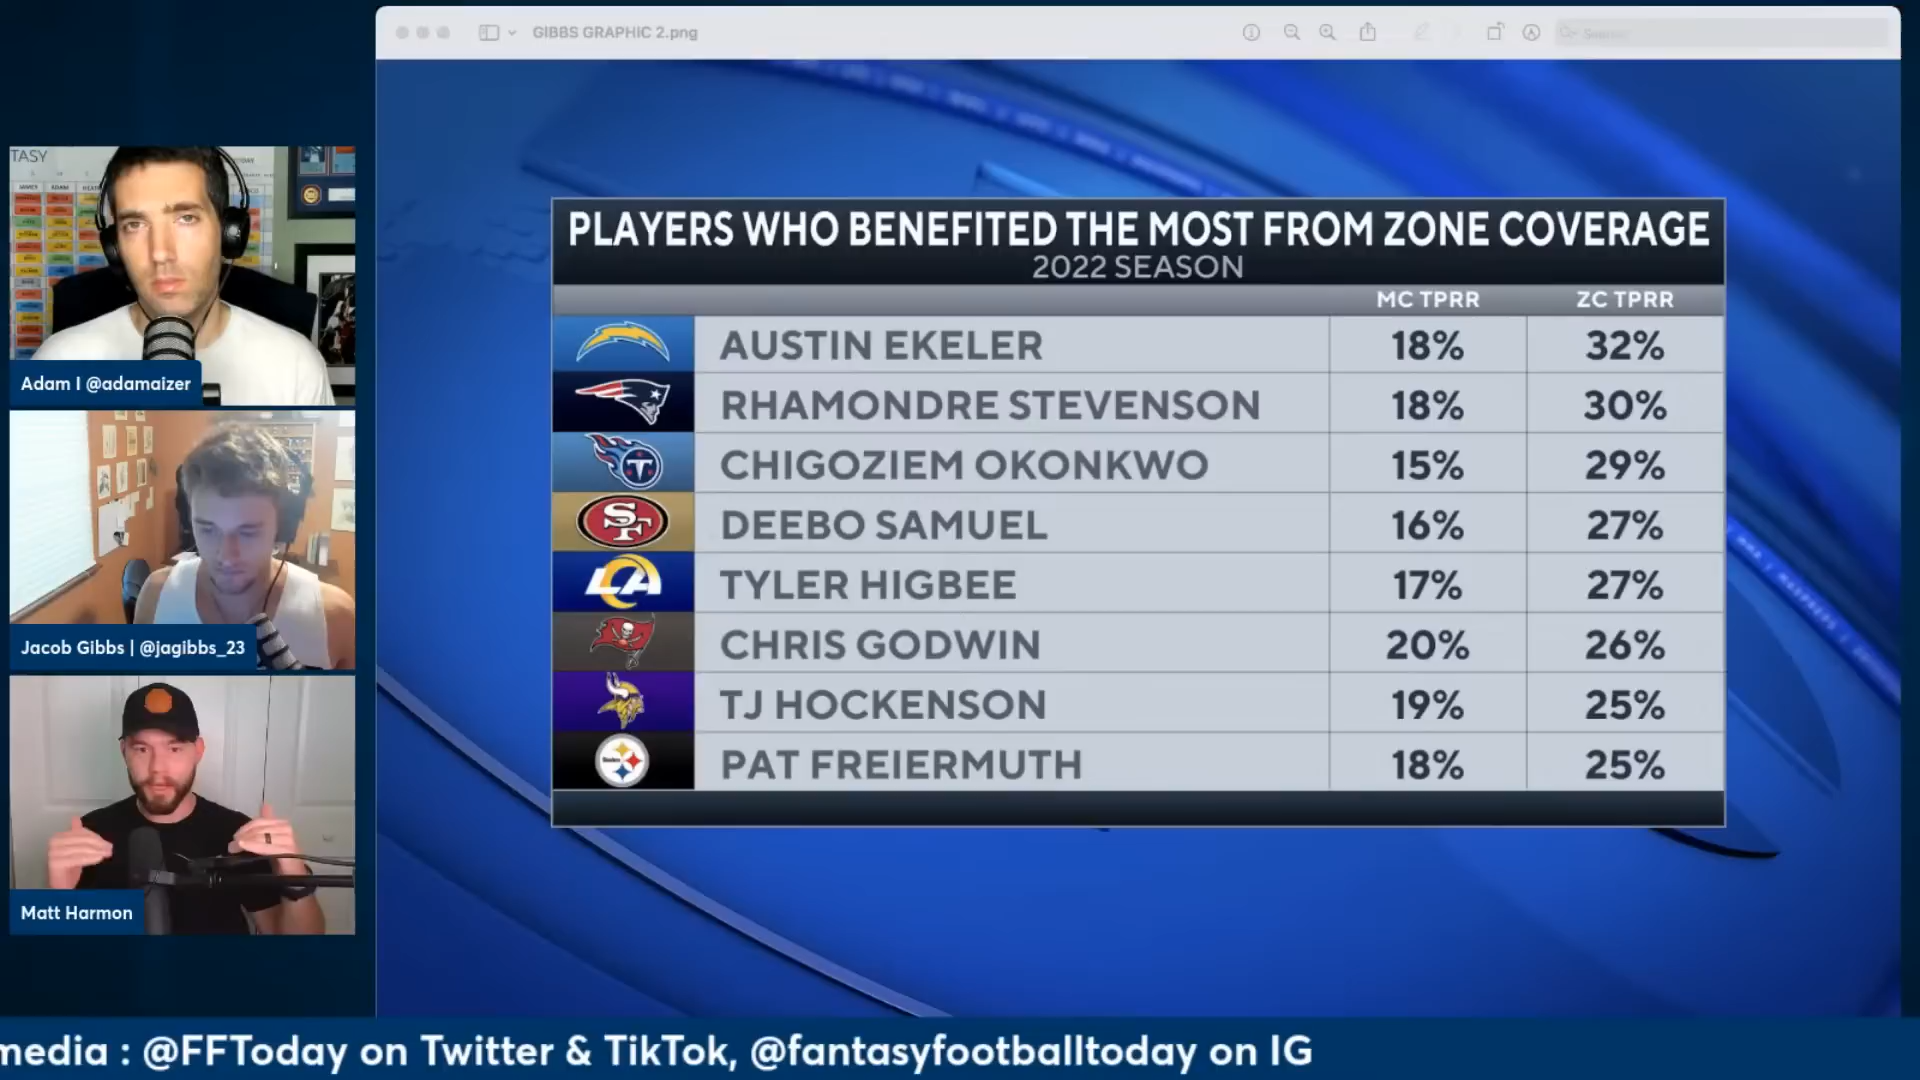 GIBBS GRAPHIC 2.png
Search
TASY
Adam I @adamaizer
Jacob Gibbs | @jagibbs_23
Matt Harmon
PLAYERS WHO BENEFITED THE MOST FROM ZONE COVERAGE
2022 SEASON
MC TPRR ZC TPRR
AUSTIN EKELER 18% 32%
RHAMONDRE STEVENSON 18% 30%
CHIGOZIEM OKONKWO 15% 29%
DEEBO SAMUEL 16% 27%
TYLER HIGBEE 17% 27%
CHRIS GODWIN 20% 26%
TJ HOCKENSON 19% 25%
PAT FREIERMUTH 18% 25%
media : @FFToday on Twitter & TikTok, @fantasyfootballtoday on IG